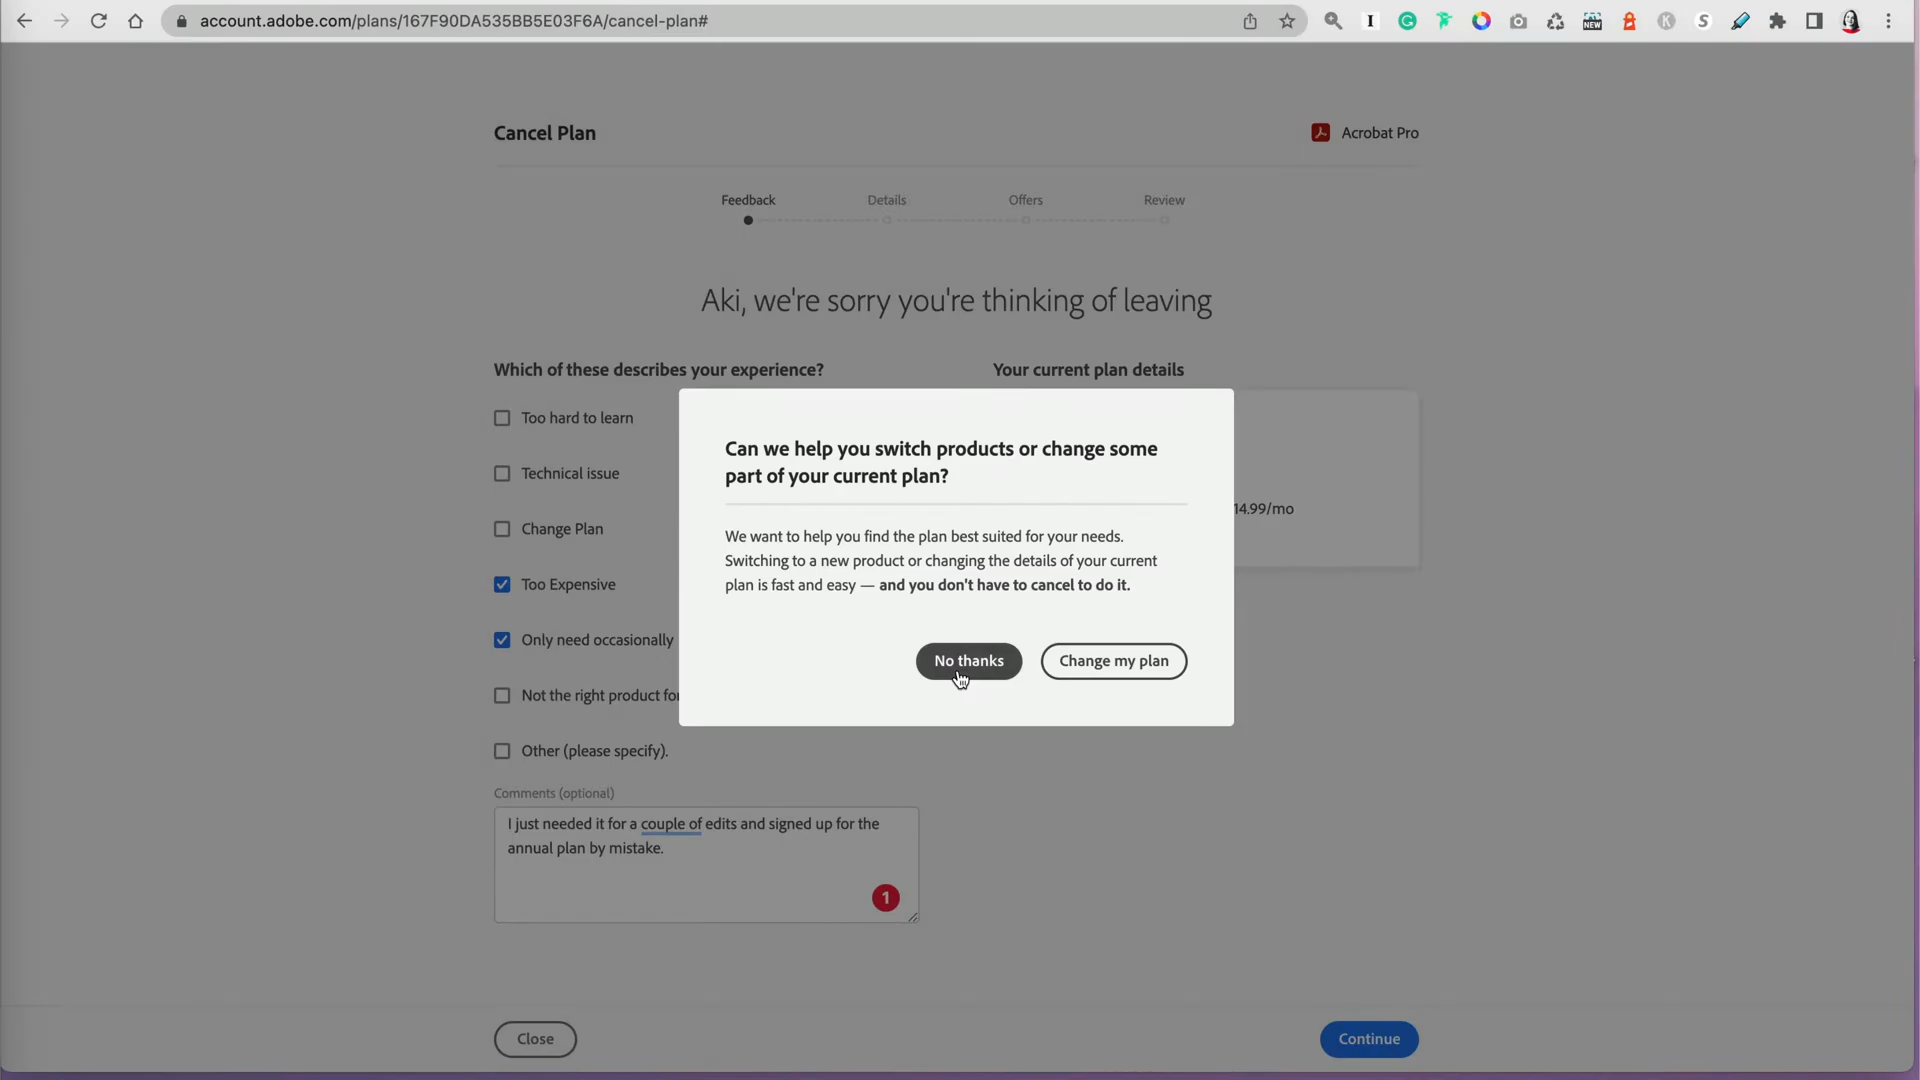 account.adobe.com/plans/167F90DA535BB5E03F6A/cancel-plan#
NEW
Cancel Plan
Acrobat Pro
Feedback
Details
Offers
Review
Aki, we're sorry you're thinking of leaving
Which of these describes your experience?
Your current plan details
Too hard to learn
Technical issue
Change Plan
Too Expensive
Only need occasionally
Not the right product for
Other (please specify).
14.99/mo
Can we help you switch products or change some
part of your current plan?
We want to help you find the plan best suited for your needs.
Switching to a new product or changing the details of your current
plan is fast and easy — and you don't have to cancel to do it.
No thanks
Change my plan
Comments (optional)
I just needed it for a couple of edits and signed up for the
annual plan by mistake.
1
Close
Continue